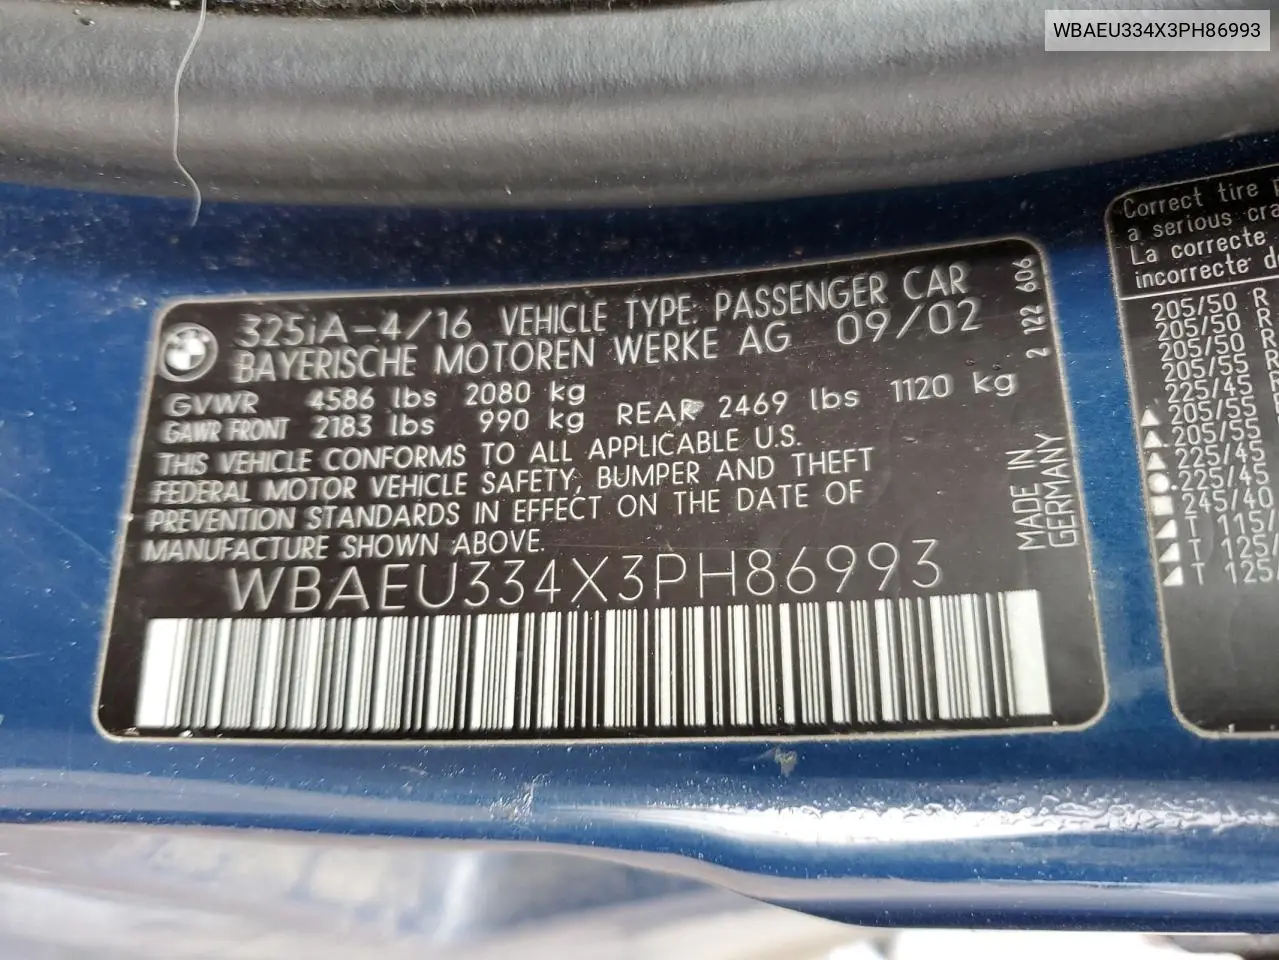 WBAEU334X3PH86993
325iA-4/16 VEHICLE TYPE: PASSENGER CAR
BAYERISCHE MOTOREN WERKE AG 09/02
GVWR 4586 lbs 2080 kg
GAWR FRONT 2183 lbs 990 kg REAR 2469 lbs 1120 kg
THIS VEHICLE CONFORMS TO ALL APPLICABLE U.S.
FEDERAL MOTOR VEHICLE SAFETY, BUMPER AND THEFT
PREVENTION STANDARDS IN EFFECT ON THE DATE OF
MANUFACTURE SHOWN ABOVE.
WBAEU334X3PH86993
2 122 606
MADE IN
GERMANY
Correct tire
a serious
La correcte
incorrecte
205/50 R
205/50 R
205/50 R
205/55 R
225/45 R
205/55
205/55
225/45
225/45
245/40
T 115/
T 125/
T 125/